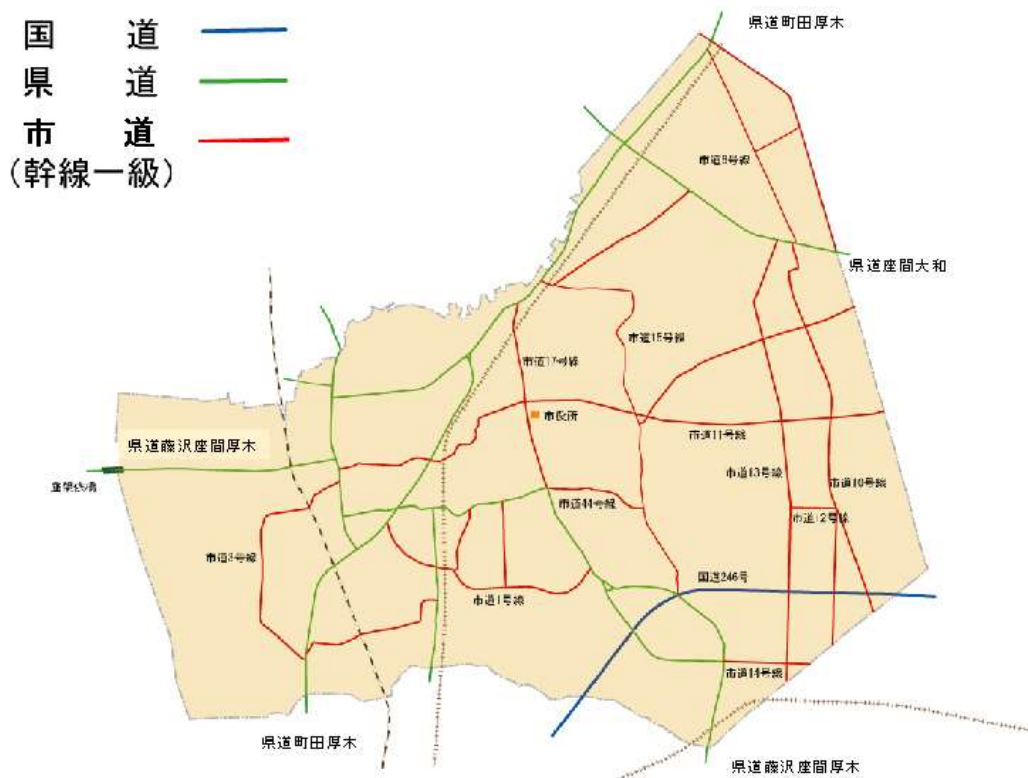 国　　道
県　　道
市　　道
(幹線一級)
県道町田厚木
市道8号線
県道座間大和
市道17号線
市道15号線
市役所
市道11号線
県道藤沢座間厚木
市道13号線
市道10号線
市道44号線
市道12号線
市道3号線
国道246号
市道1号線
市道14号線
県道町田厚木
県道藤沢座間厚木